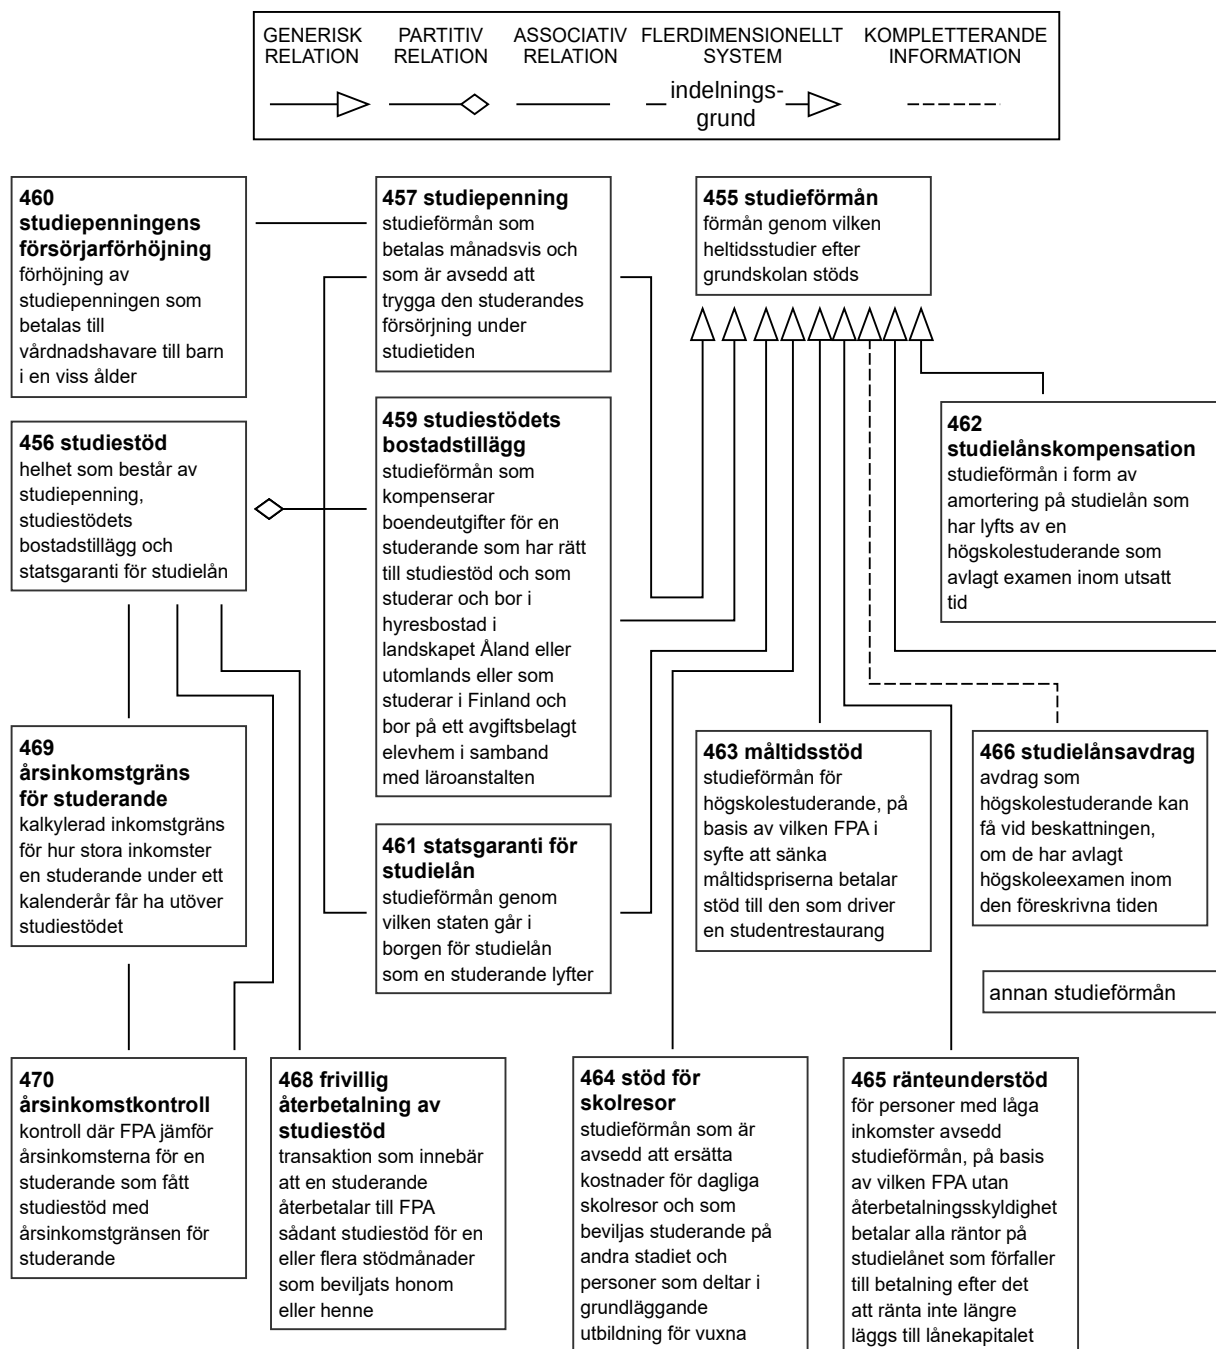 GENERISK
RELATION
PARTITIV
RELATION
ASSOCIATIV
RELATION
FLERDIMENSIONELLT
SYSTEM
KOMPLETTERANDE
INFORMATION
indelnings-
grund
460
studiepenningens
försörjarförhöjning
förhöjning av
studiepenningen som
betalas till
vårdnadshavare till barn
i en viss ålder
457 studiepenning
studieförmån som
betalas månadsvis och
som är avsedd att
trygga den studerandes
försörjning under
studietiden
455 studieförmån
förmån genom vilken
heltidsstudier efter
grundskolan stöds
456 studiestöd
helhet som består av
studiepenning,
studiestödets
bostadstillägg och
statsgaranti för studielån
459 studiestödets
bostadstillägg
studieförmån som
kompenserar
boendeutgifter för en
studerande som har rätt
till studiestöd och som
studerar och bor i
hyresbostad i
landskapet Åland eller
utomlands eller som
studerar i Finland och
bor på ett avgiftsbelagt
elevhem i samband
med läroanstalten
462
studielånskompensation
studieförmån i form av
amortering på studielån som
har lyfts av en
högskolestuderande som
avlagt examen inom utsatt
tid
469
årsinkomstgräns
för studerande
kalkylerad inkomstgräns
för hur stora inkomster
en studerande under ett
kalenderår får ha utöver
studiestödet
461 statsgaranti för
studielån
studieförmån genom
vilken staten går i
borgen för studielån
som en studerande lyfter
463 måltidsstöd
studieförmån för
högskolestuderande, på
basis av vilken FPA i
syfte att sänka
måltidspriserna betalar
stöd till den som driver
en studentrestaurang
466 studielånsavdrag
avdrag som
högskolestuderande kan
få vid beskattningen,
om de har avlagt
högskoleexamen inom
den föreskrivna tiden
annan studieförmån
470
årsinkomstkontroll
kontroll där FPA jämför
årsinkomsterna för en
studerande som fått
studiestöd med
årsinkomstgränsen för
studerande
468 frivillig
återbetalning av
studiestöd
transaktion som innebär
att en studerande
återbetalar till FPA
sådant studiestöd för en
eller flera stödmånader
som beviljats honom
eller henne
464 stöd för
skolresor
studieförmån som är
avsedd att ersätta
kostnader för dagliga
skolresor och som
beviljas studerande på
andra stadiet och
personer som deltar i
grundläggande
utbildning för vuxna
465 ränteunderstöd
för personer med låga
inkomster avsedd
studieförmån, på basis
av vilken FPA utan
återbetalningsskyldighet
betalar alla räntor på
studielånet som förfaller
till betalning efter det
att ränta inte längre
läggs till lånekapitalet